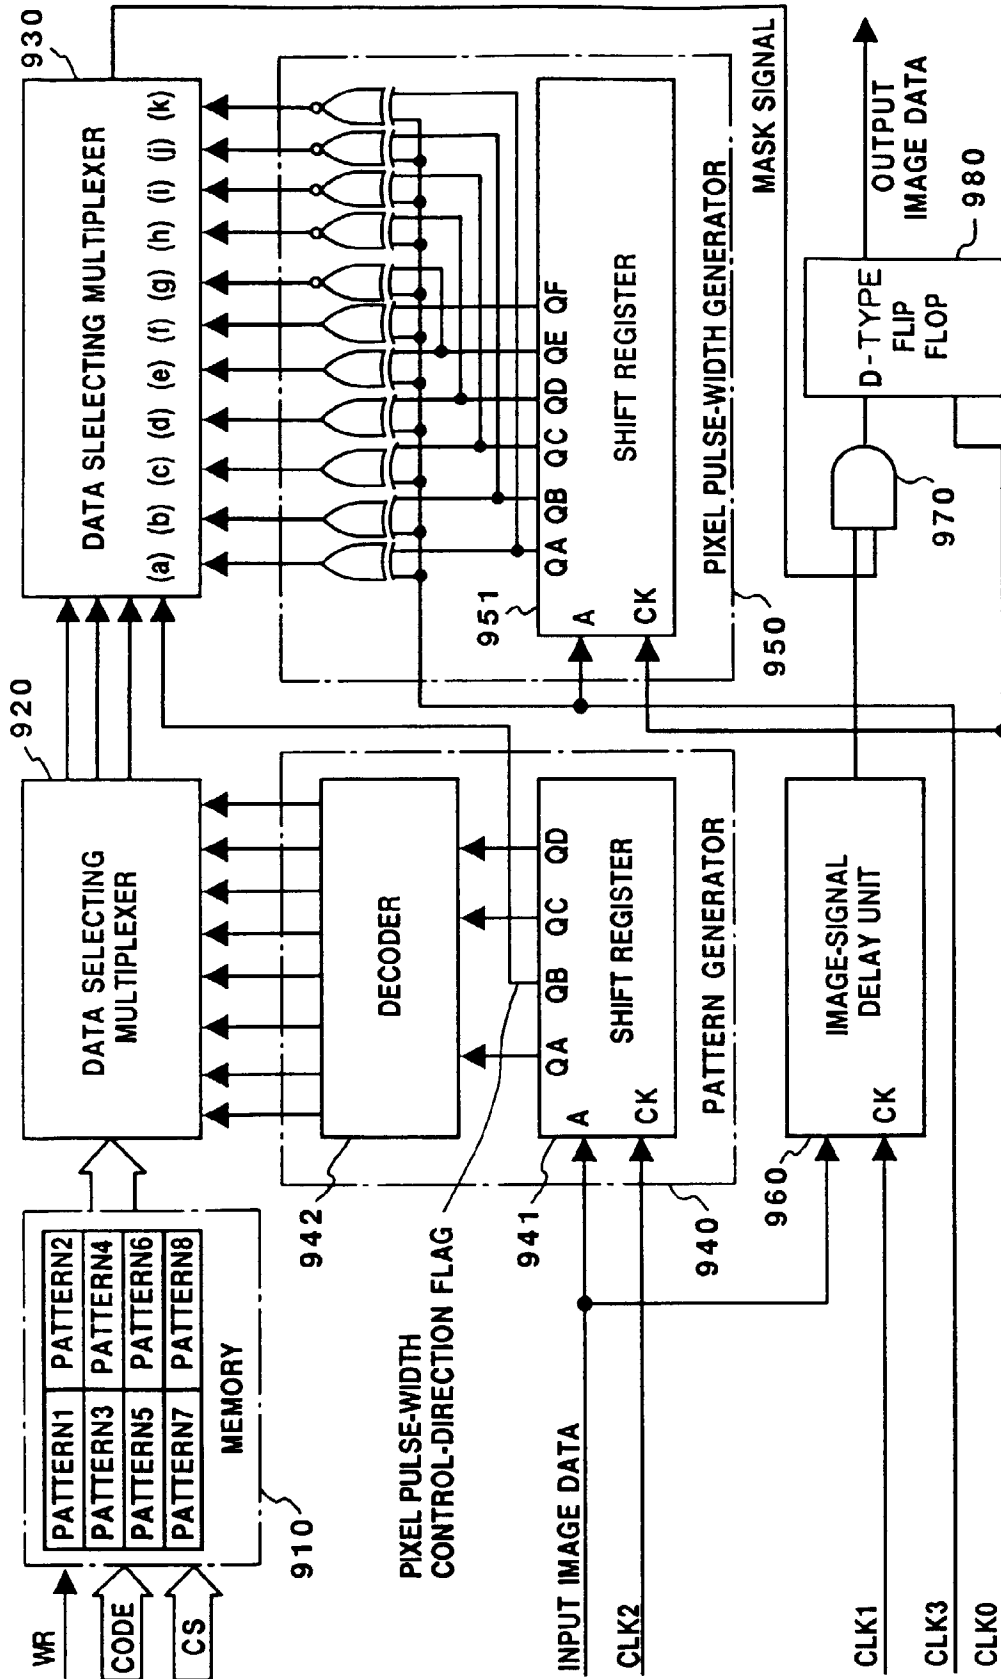 WR
CODE
CS
PATTERN1
PATTERN2
PATTERN3
PATTERN4
PATTERN5
PATTERN6
PATTERN7
PATTERN8
MEMORY
910
DATA SELECTING
MULTIPLEXER
920
DATA SLELECTING MULTIPLEXER
(a) (b) (c) (d) (e) (f) (g) (h) (i) (j) (k)
930
DECODER
942
PIXEL PULSE-WIDTH
CONTROL-DIRECTION FLAG
QA QB QC QD
SHIFT REGISTER
A
CK
941
PATTERN GENERATOR
940
QA QB QC QD QE QF
SHIFT REGISTER
A
CK
951
PIXEL PULSE-WIDTH GENERATOR
950
MASK SIGNAL
INPUT IMAGE DATA
CLK2
IMAGE-SIGNAL
DELAY UNIT
CK
960
970
D-TYPE
FLIP
FLOP
980
OUTPUT
IMAGE DATA
CLK1
CLK3
CLK0